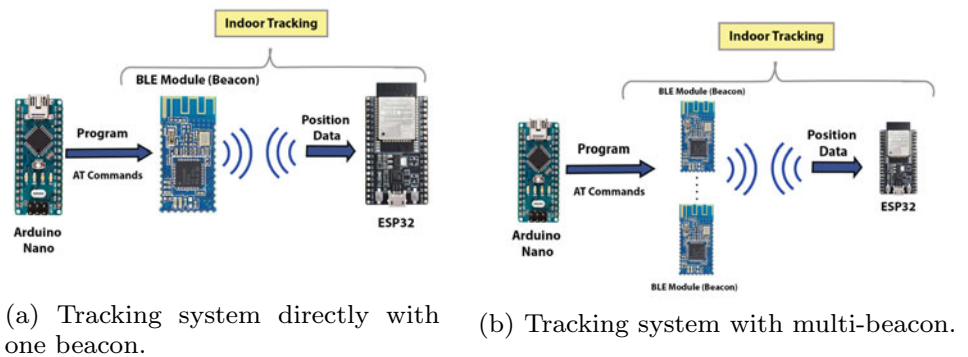 Indoor Tracking
BLE Module (Beacon)
Program
AT Commands
Position
Data
Arduino
Nano
ESP32
(a) Tracking system directly with
one beacon.
Indoor Tracking
BLE Module (Beacon)
Program
AT Commands
Position
Data
Arduino
Nano
ESP32
BLE Module (Beacon)
(b) Tracking system with multi-beacon.